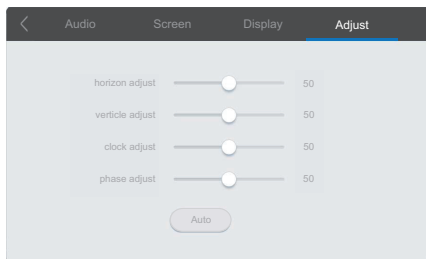 Audio Screen Display Adjust
horizon adjust 50
verticle adjust 50
clock adjust 50
phase adjust 50
Auto